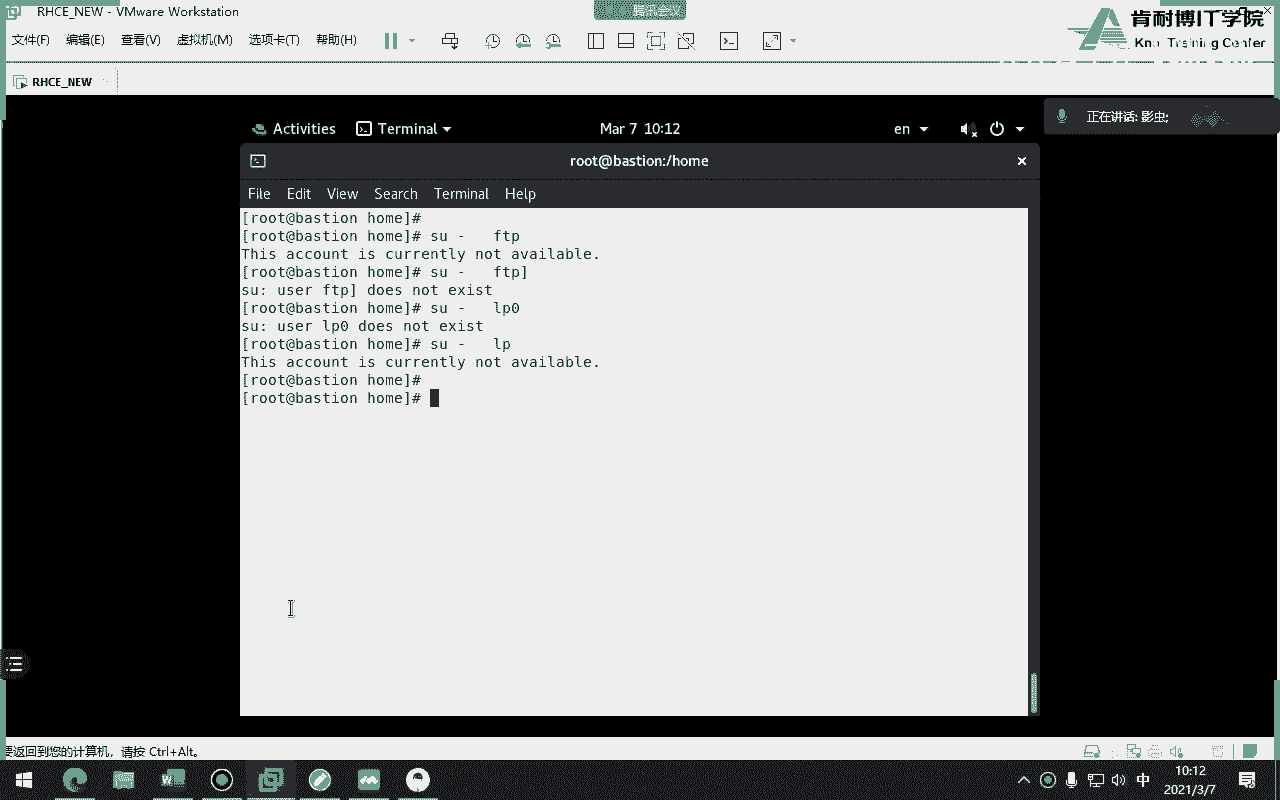 RHCE_NEW - VMware Workstation
腾讯会议
肯耐博IT学院
Training Center
文件(F) 编辑(E) 查看(V) 虚拟机(M) 选项卡(T) 帮助(H)
RHCE_NEW
正在讲话: 影虫;
Activities Terminal Mar 7 10:12 en
root@bastion:/home
File Edit View Search Terminal Help
[root@bastion home]#
[root@bastion home]# su -   ftp
This account is currently not available.
[root@bastion home]# su -   ftp]
su: user ftp] does not exist
[root@bastion home]# su -   lp0
su: user lp0 does not exist
[root@bastion home]# su -   lp
This account is currently not available.
[root@bastion home]#
[root@bastion home]#
要返回到您的计算机，请按 Ctrl+Alt。
中
10:12
2021/3/7